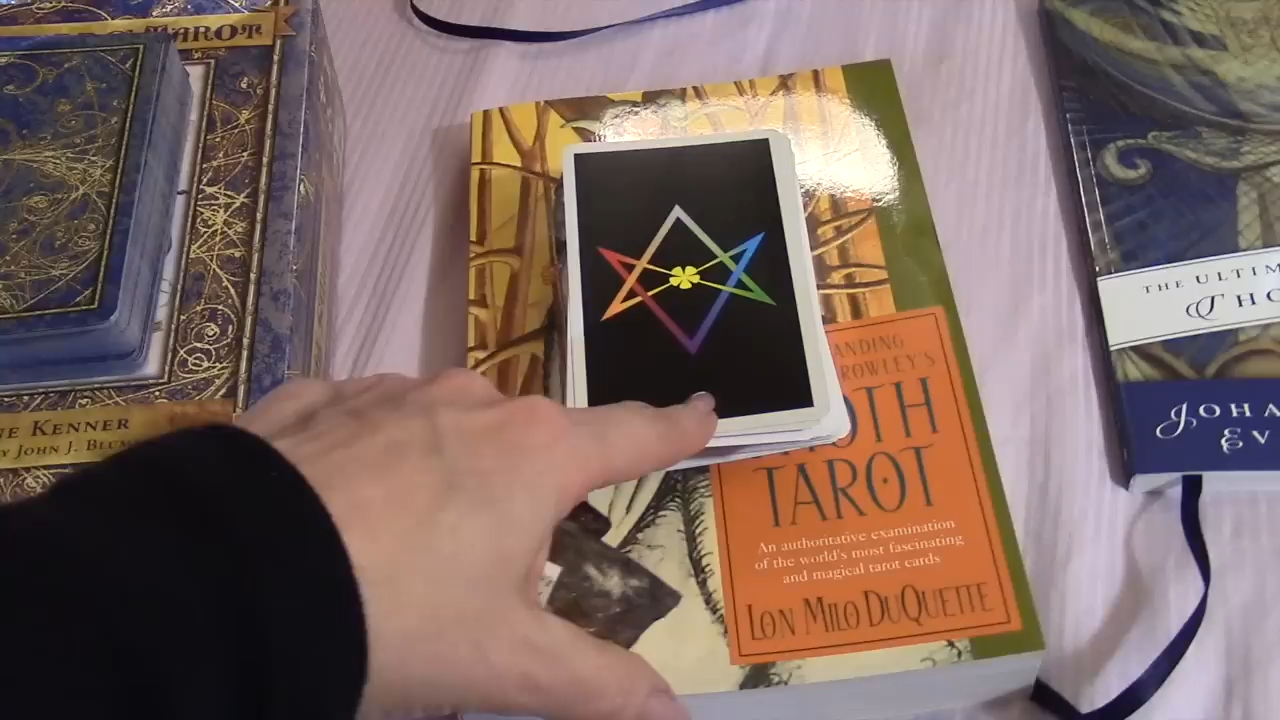 TAROT
NE KENNER
Y JOHN J. BLUM
ANDING
ROWLEY'S
OTH
TAROT
An authoritative examination
of the world's most fascinating
and magical tarot cards
LON MILO DUQUETTE
THE ULTIM
THO
JOHA
EV